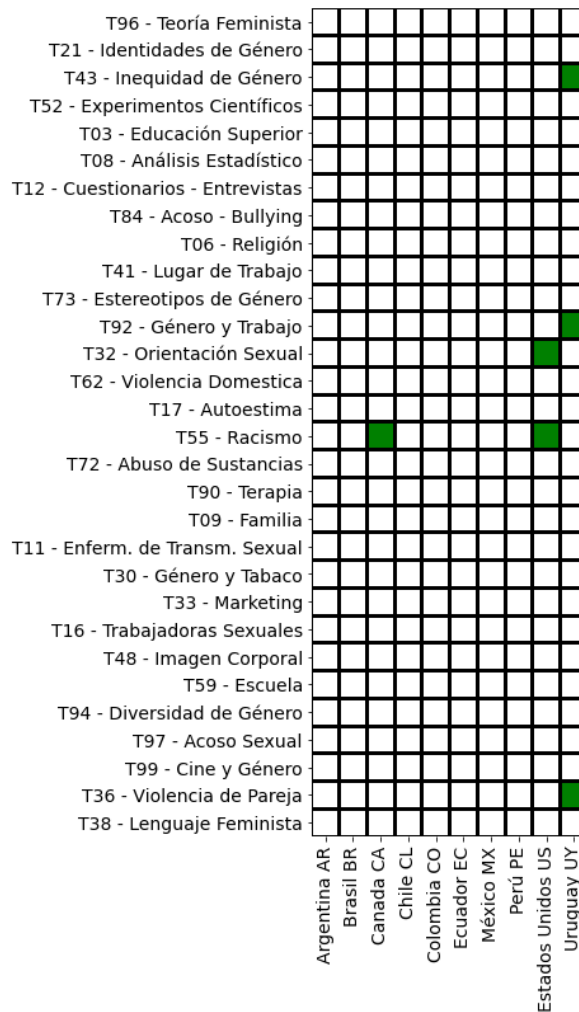 T96 - Teoría Feminista
T21 - Identidades de Género
T43 - Inequidad de Género
T52 - Experimentos Científicos
T03 - Educación Superior
T08 - Análisis Estadístico
T12 - Cuestionarios - Entrevistas
T84 - Acoso - Bullying
T06 - Religión
T41 - Lugar de Trabajo
T73 - Estereotipos de Género
T92 - Género y Trabajo
T32 - Orientación Sexual
T62 - Violencia Domestica
T17 - Autoestima
T55 - Racismo
T72 - Abuso de Sustancias
T90 - Terapia
T09 - Familia
T11 - Enferm. de Transm. Sexual
T30 - Género y Tabaco
T33 - Marketing
T16 - Trabajadoras Sexuales
T48 - Imagen Corporal
T59 - Escuela
T94 - Diversidad de Género
T97 - Acoso Sexual
T99 - Cine y Género
T36 - Violencia de Pareja
T38 - Lenguaje Feminista
Argentina AR
Brasil BR
Canada CA
Chile CL
Colombia CO
Ecuador EC
México MX
Perú PE
Estados Unidos US
Uruguay UY